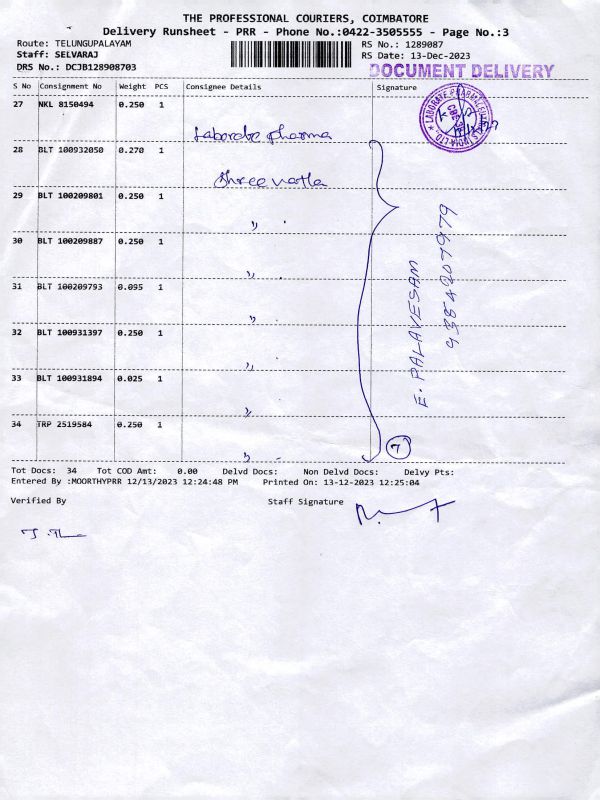 THE PROFESSIONAL COURIERS, COIMBATORE
Delivery Runsheet - PRR - Phone No.:0422-3505555 - Page No.:3
Route: TELUNGUPALAYAM
RS No.: 1289087
Staff: SELVARAJ
RS Date: 13-Dec-2023
DRS No.: DCJB128908703
DOCUMENT DELIVERY
S No Consignment No Weight PCS Consignee Details Signature
27 NKL 8150494 0.250 1
Laborate pharma
28 BLT 100932050 0.270 1
Shree
29 BLT 100209801 0.250 1
"
30 BLT 100209887 0.250 1
"
31 BLT 100209793 0.095 1
"
32 BLT 100931397 0.250 1
"
33 BLT 100931894 0.025 1
"
34 TRP 2519584 0.250 1
"
E. PALAVESAM
9384207979
7
Tot Docs: 34 Tot COD Amt: 0.00 Delvd Docs: Non Delvd Docs: Delvy Pts:
Entered By :MOORTHYPRR 12/13/2023 12:24:48 PM Printed On: 13-12-2023 12:25:04
Verified By
Staff Signature